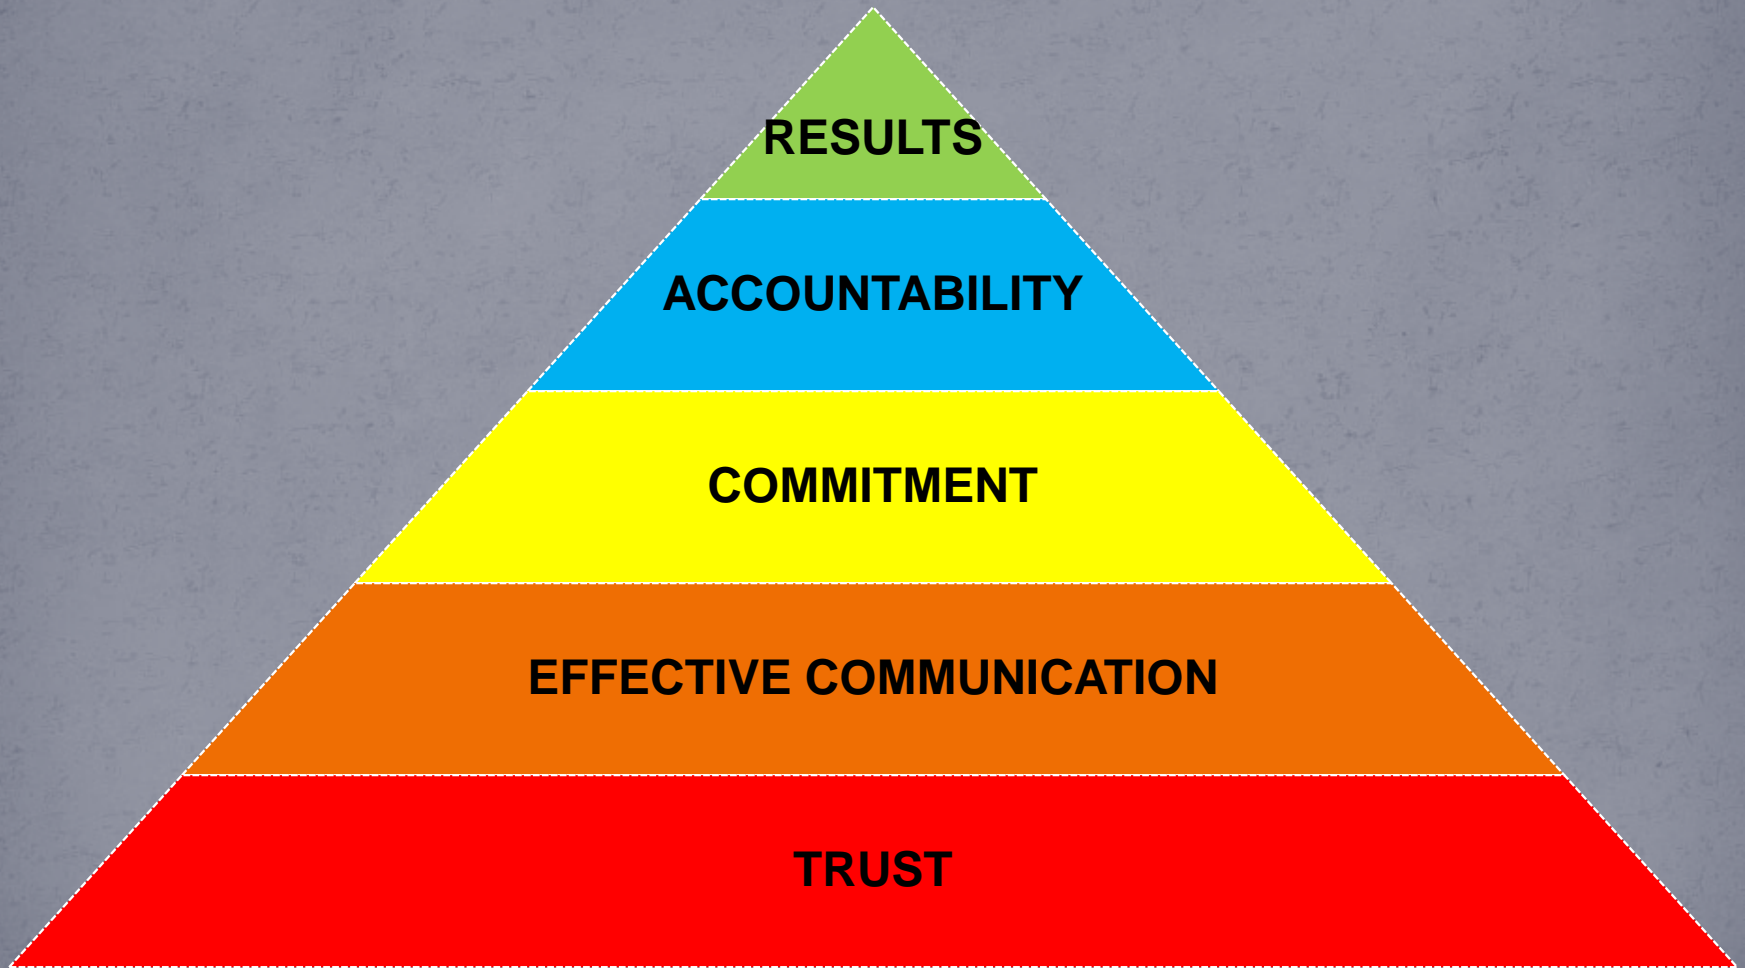 RESULTS
ACCOUNTABILITY
COMMITMENT
EFFECTIVE COMMUNICATION
TRUST